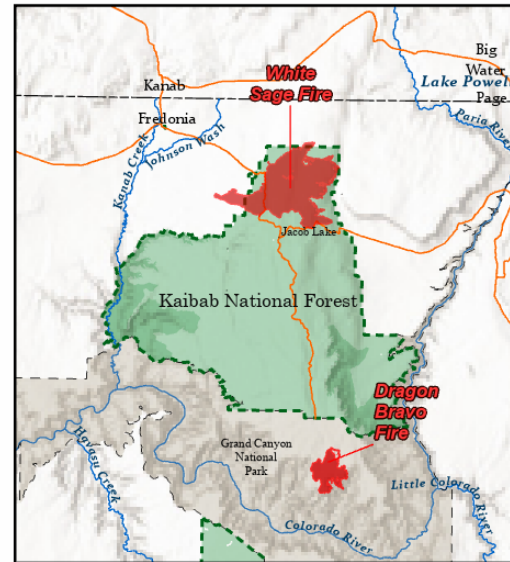 Big
Water
White
Sage Fire
Kanab
Lake Powell
Page
Fredonia
Paria River
Johnson Wash
Kanab Creek
Jacob Lake
Kaibab National Forest
Dragon
Bravo
Fire
Grand Canyon
National
Park
Havasu Creek
Little Colorado
River
Colorado River